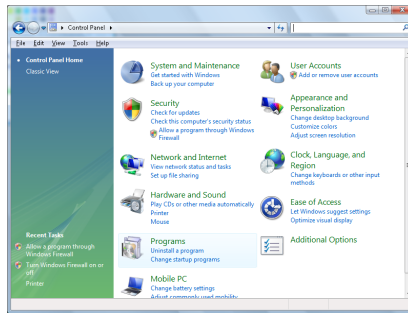 Control Panel
File Edit View Tools Help
Control Panel Home
Classic View
Recent Tasks
Allow a program through
Windows Firewall
Turn Windows Firewall on or
off
Printer
System and Maintenance
Get started with Windows
Back up your computer
Security
Check for updates
Check this computer's security status
Allow a program through Windows
Firewall
Network and Internet
View network status and tasks
Set up file sharing
Hardware and Sound
Play CDs or other media automatically
Printer
Mouse
Programs
Uninstall a program
Change startup programs
Mobile PC
Change battery settings
Adjust commonly used mobility
User Accounts
Add or remove user accounts
Appearance and
Personalization
Change desktop background
Customize colors
Adjust screen resolution
Clock, Language, and
Region
Change keyboards or other input
methods
Ease of Access
Let Windows suggest settings
Optimize visual display
Additional Options